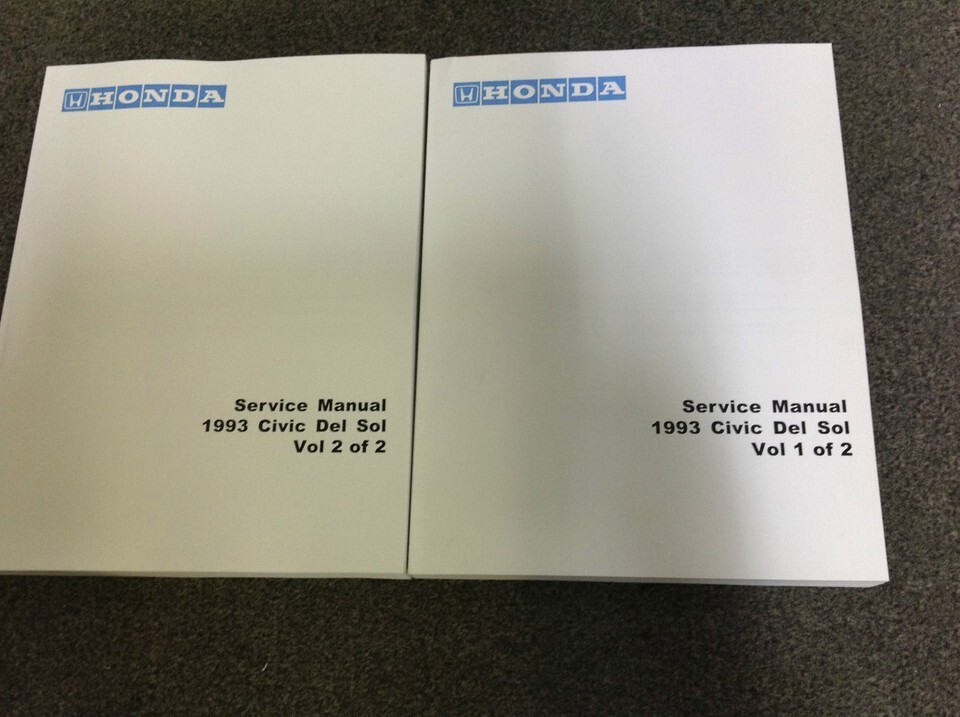 HONDA
Service Manual
1993 Civic Del Sol
Vol 2 of 2
HONDA
Service Manual
1993 Civic Del Sol
Vol 1 of 2